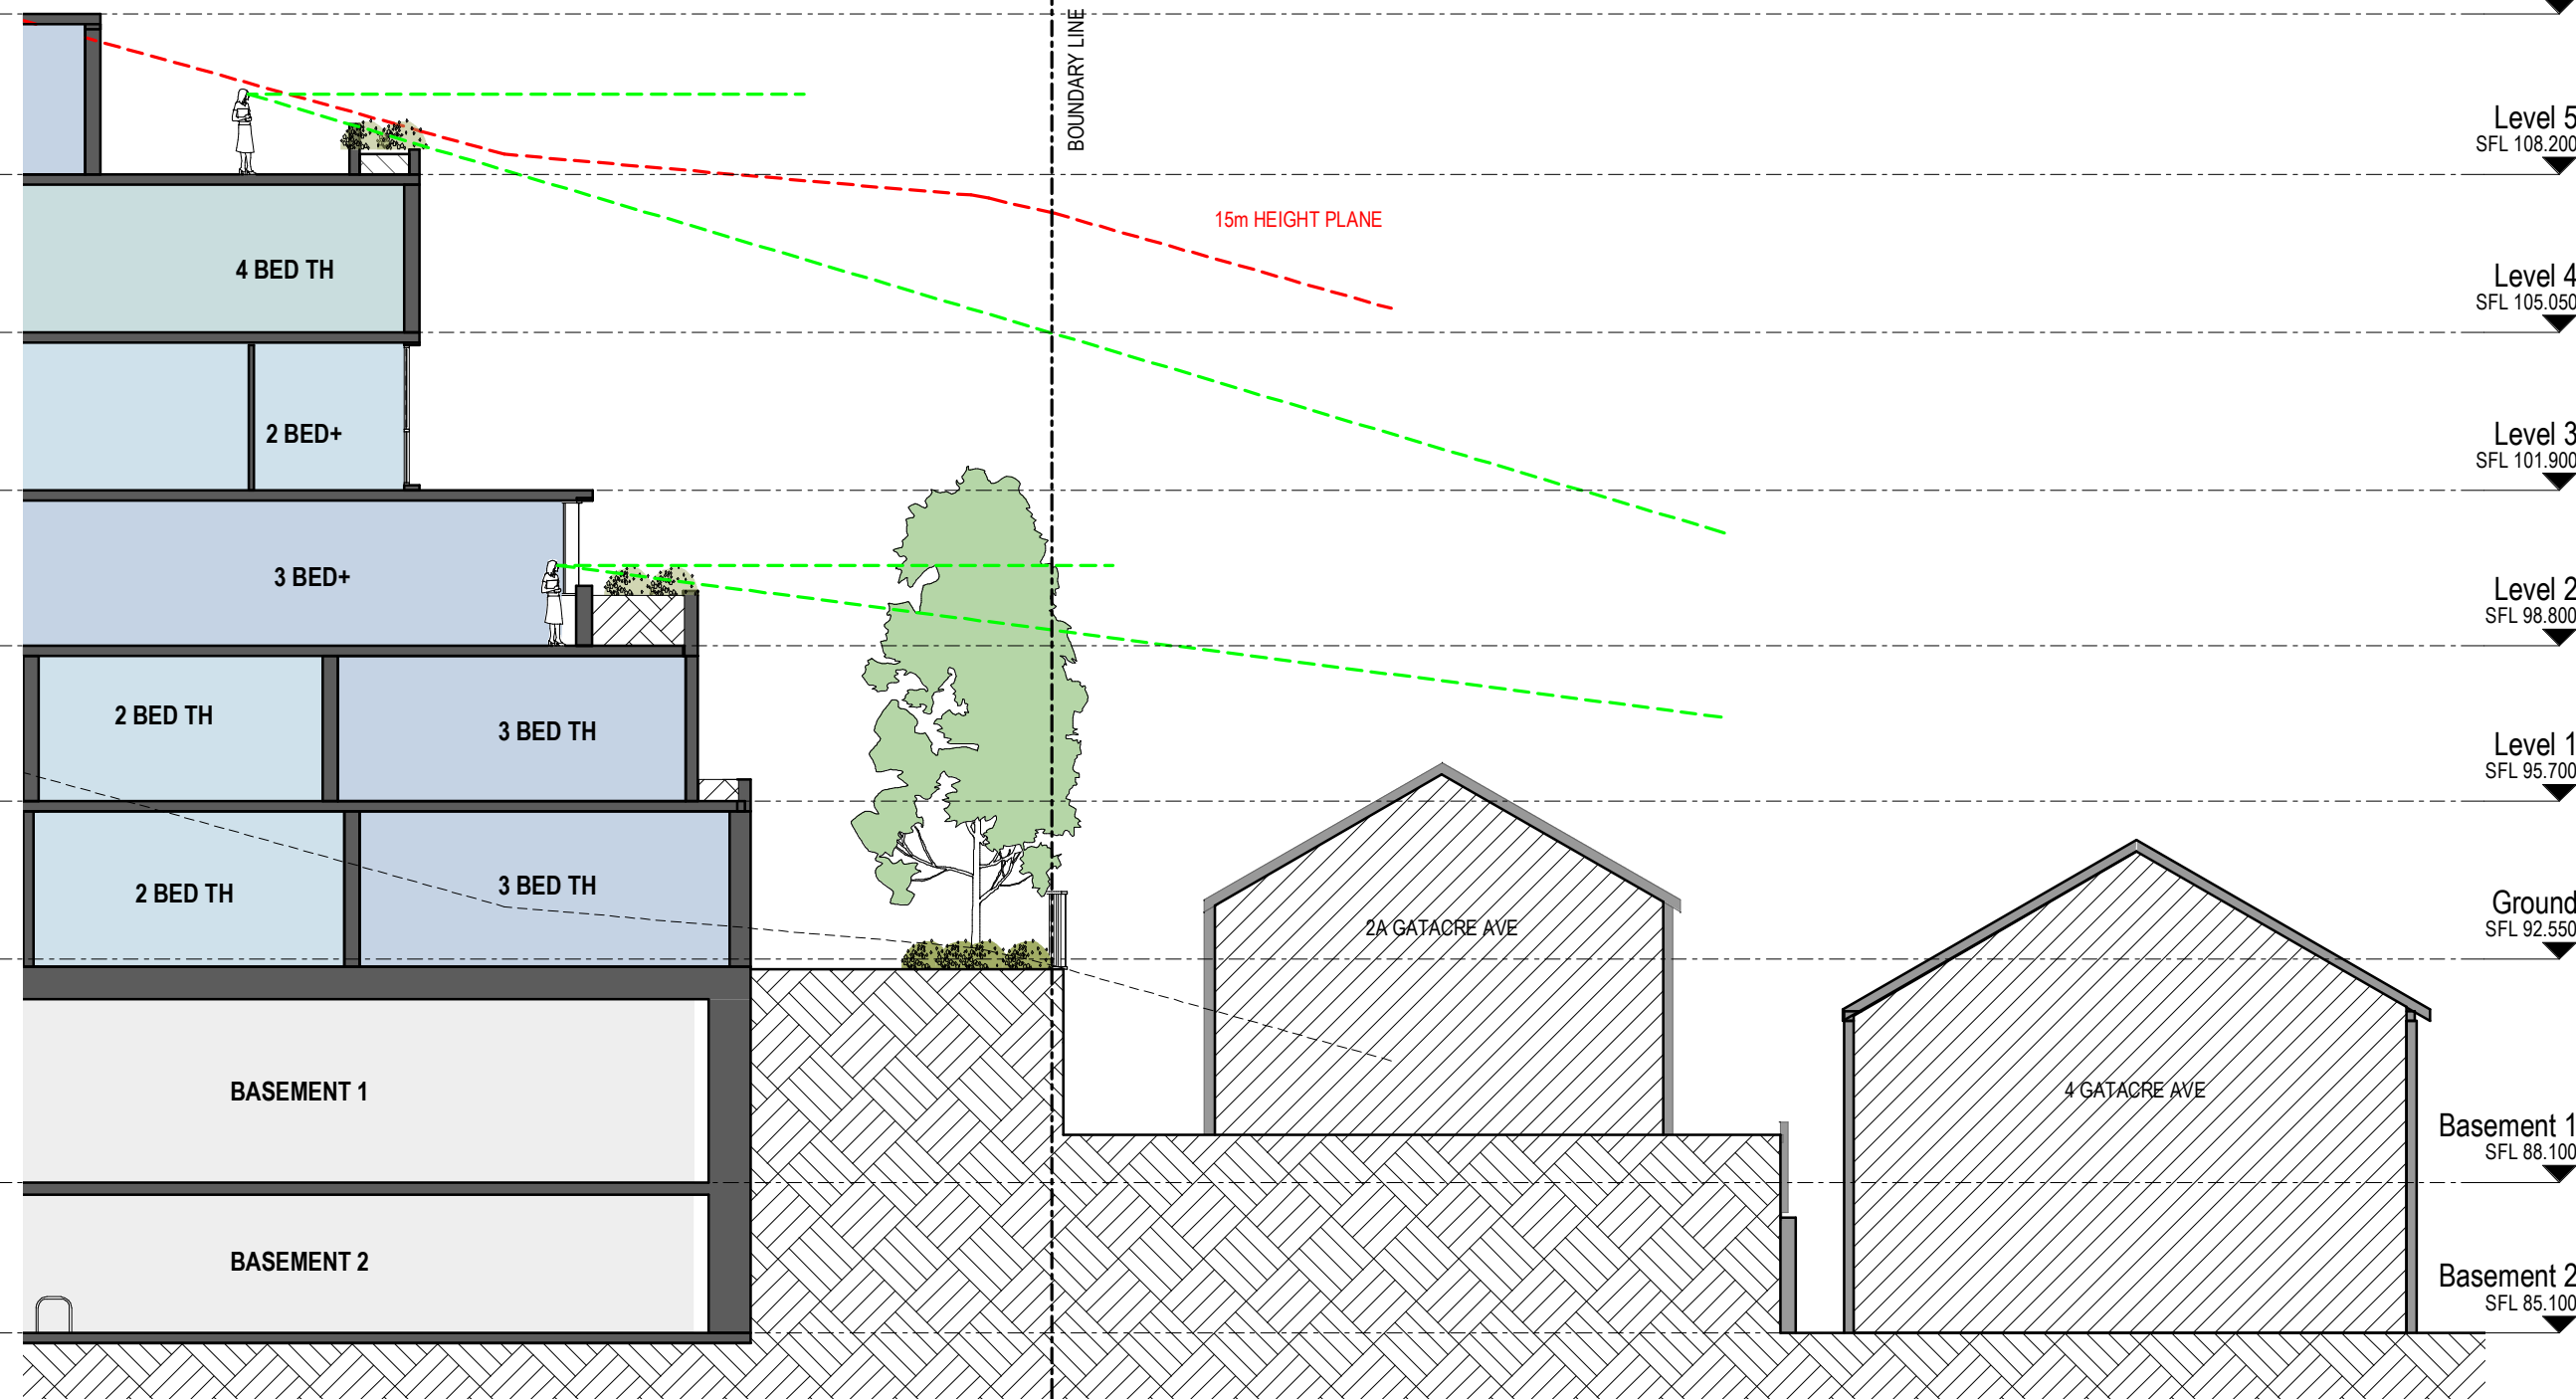 BOUNDARY LINE
Level 5
SFL 108.200
15m HEIGHT PLANE
4 BED TH
Level 4
SFL 105.050
2 BED+
Level 3
SFL 101.900
3 BED+
Level 2
SFL 98.800
2 BED TH
3 BED TH
Level 1
SFL 95.700
2 BED TH
3 BED TH
2A GATACRE AVE
Ground
SFL 92.550
BASEMENT 1
4 GATACRE AVE
Basement 1
SFL 88.100
BASEMENT 2
Basement 2
SFL 85.100